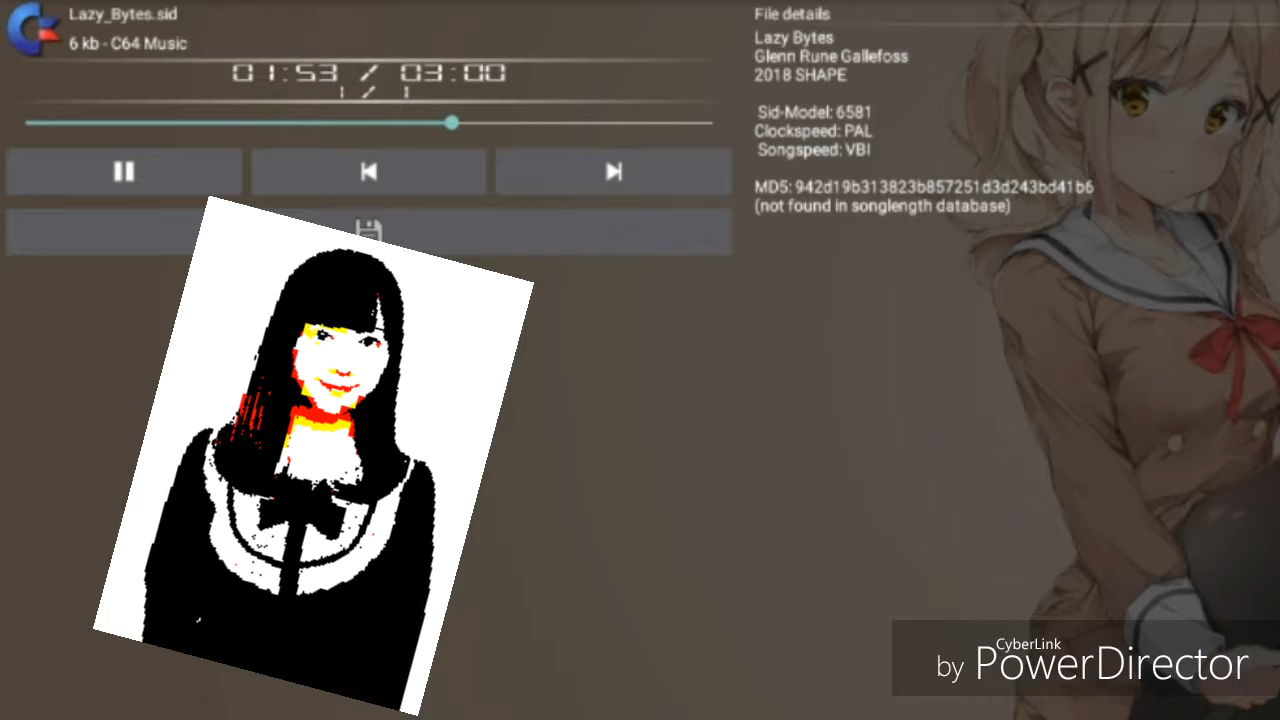 Lazy_Bytes.sid
6 kb - C64 Music
01:53 / 03:00
1 / 1
File details
Lazy Bytes
Glenn Rune Gallefoss
2018 SHAPE
Sid-Model: 6581
Clockspeed: PAL
Songspeed: VBI
MD5: 942d19b313823b857251d3d243bd41b6
(not found in songlength database)
by CyberLink PowerDirector